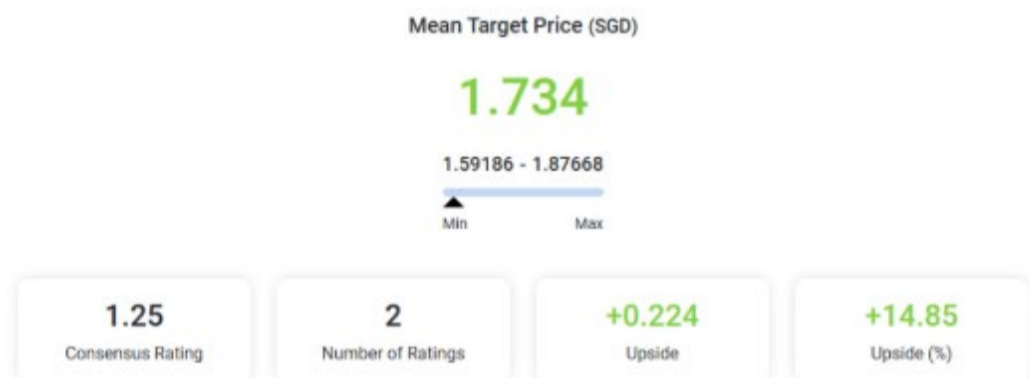 Mean Target Price (SGD)
1.734
1.59186 - 1.87668
Min Max
1.25 2 +0.224 +14.85
Consensus Rating Number of Ratings Upside Upside (%)